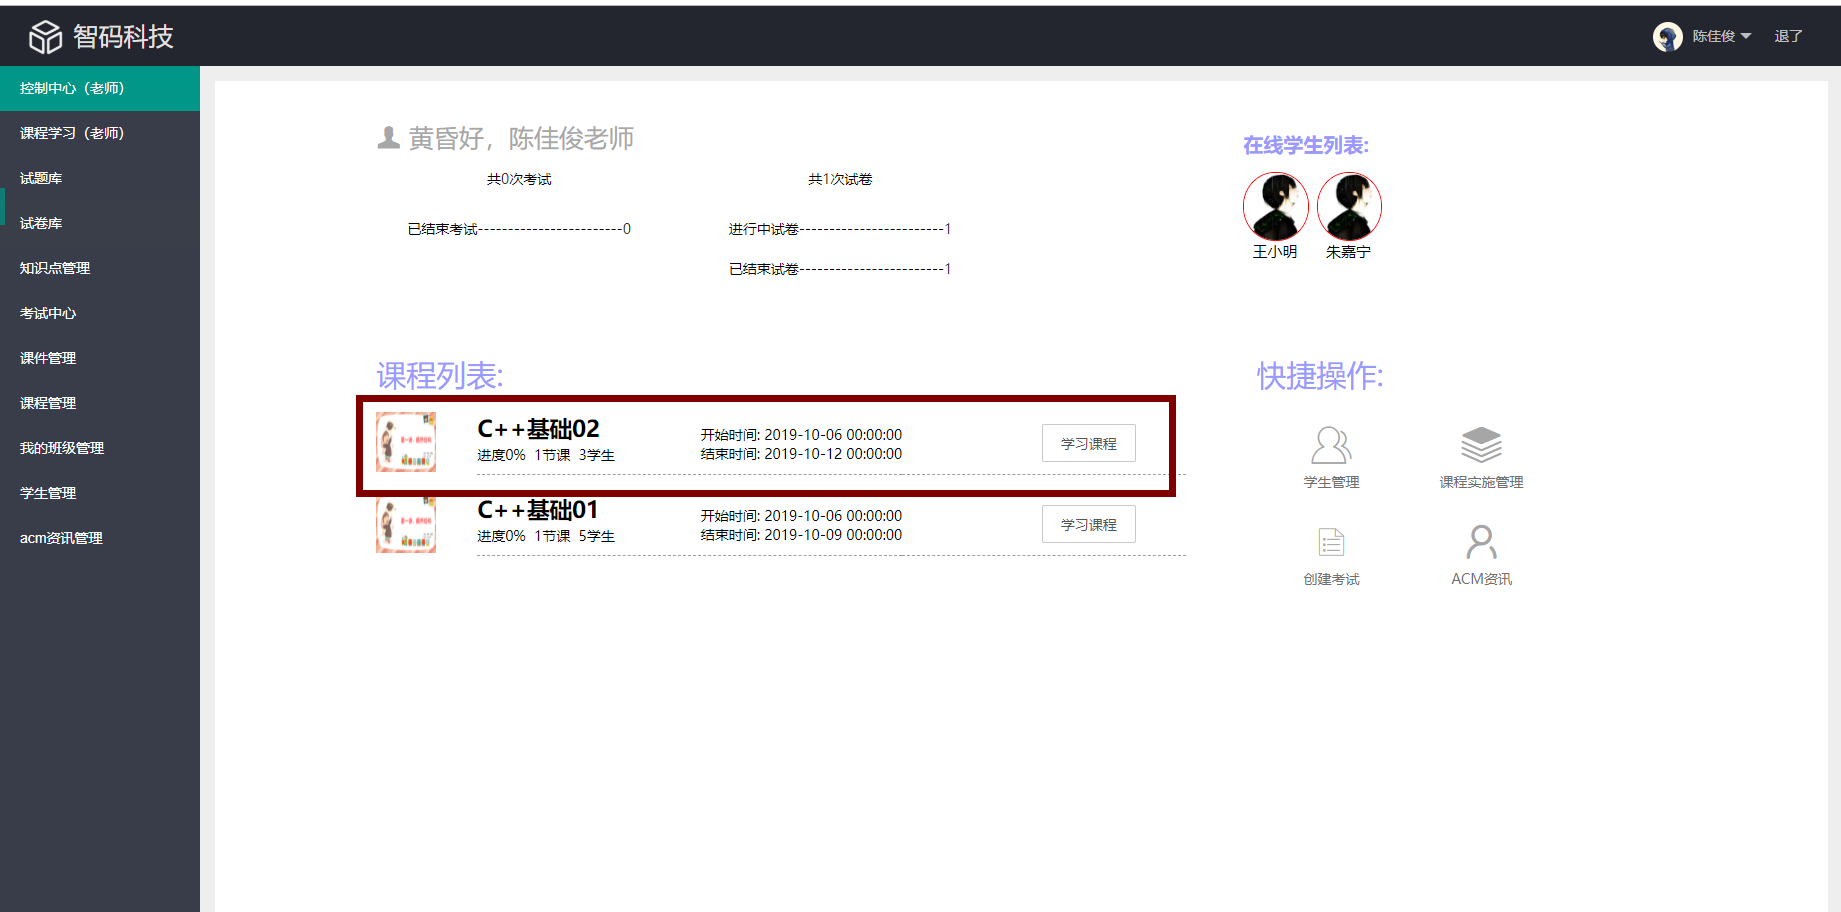 智码科技
陈佳俊
退了
控制中心（老师）
课程学习（老师）
试题库
试卷库
知识点管理
考试中心
课件管理
课程管理
我的班级管理
学生管理
acm资讯管理
黄昏好，陈佳俊老师
共0次考试
共1次试卷
已结束考试------------------------0
进行中试卷------------------------1
已结束试卷------------------------1
在线学生列表:
王小明
朱嘉宁
课程列表:
C++基础02
进度0% 1节课 3学生
开始时间: 2019-10-06 00:00:00
结束时间: 2019-10-12 00:00:00
学习课程
C++基础01
进度0% 1节课 5学生
开始时间: 2019-10-06 00:00:00
结束时间: 2019-10-09 00:00:00
学习课程
快捷操作:
学生管理
课程实施管理
创建考试
ACM资讯